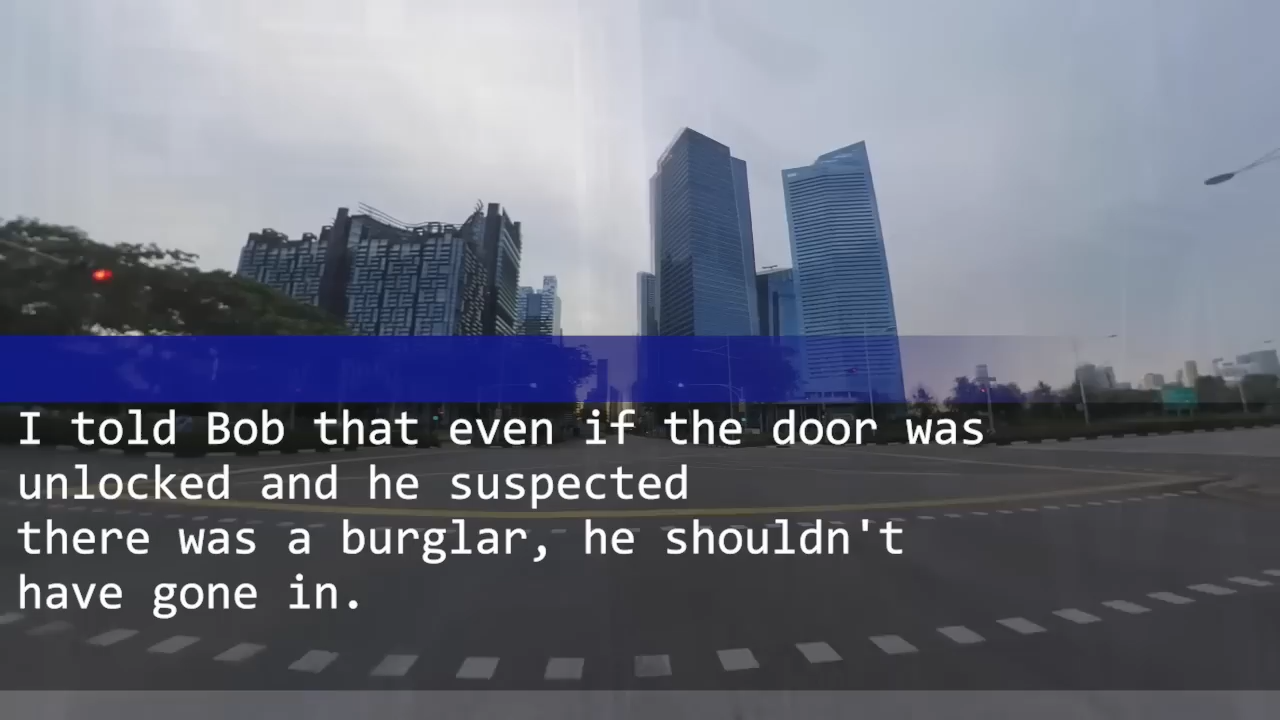 I told Bob that even if the door was
unlocked and he suspected
there was a burglar, he shouldn't
have gone in.